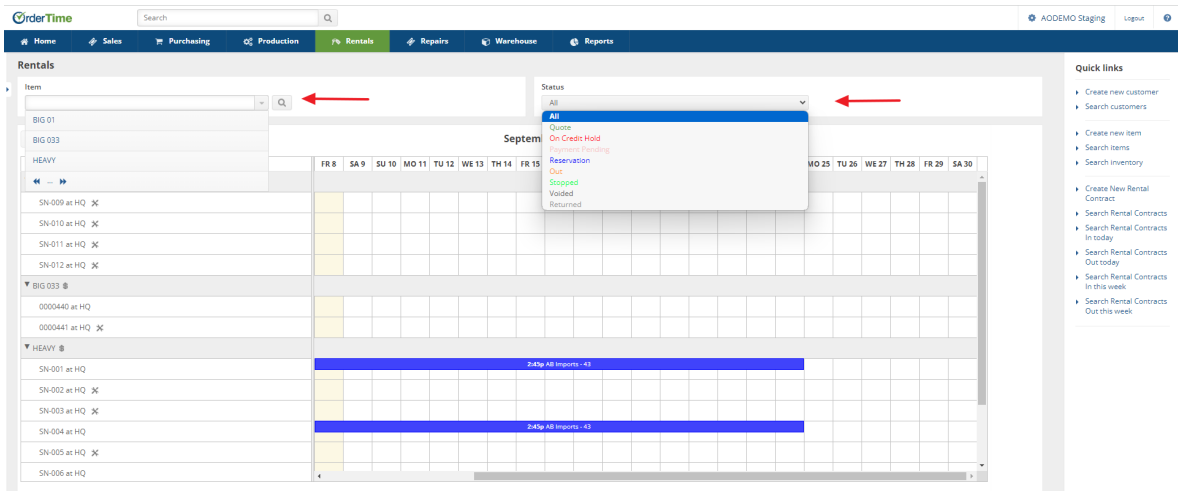 OrderTime
Search
AODEMO Staging
Logout
Home
Sales
Purchasing
Production
Rentals
Repairs
Warehouse
Reports
Rentals
Item
BIG 01
BIG 033
HEAVY
...
Status
All
All
Quote
On Credit Hold
Payment Pending
Reservation
Out
Stopped
Voided
Returned
Septem
FR 8 SA 9 SU 10 MO 11 TU 12 WE 13 TH 14 FR 15 MO 25 TU 26 WE 27 TH 28 FR 29 SA 30
SN-009 at HQ
SN-010 at HQ
SN-011 at HQ
SN-012 at HQ
BIG 033
0000440 at HQ
0000441 at HQ
HEAVY
SN-001 at HQ
2:45p AB Imports - 43
SN-002 at HQ
SN-003 at HQ
SN-004 at HQ
2:45p AB Imports - 43
SN-005 at HQ
SN-006 at HQ
Quick links
Create new customer
Search customers
Create new item
Search items
Search inventory
Create New Rental
Contract
Search Rental Contracts
Search Rental Contracts
In today
Search Rental Contracts
Out today
Search Rental Contracts
In this week
Search Rental Contracts
Out this week